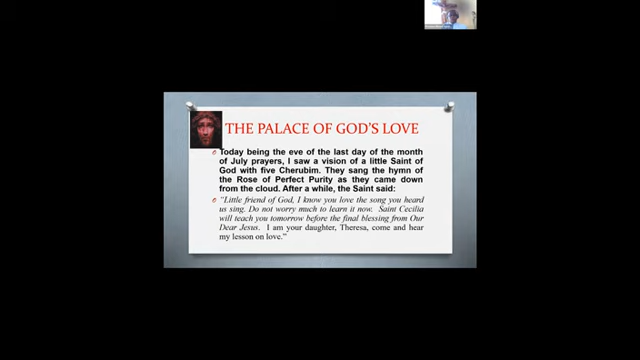 THE PALACE OF GOD'S LOVE
Today being the eve of the last day of the month
of July prayers, I saw a vision of a little Saint of
God with five Cherubim. They sang the hymn of
the Rose of Perfect Purity as they came down
from the cloud. After a while, the Saint said:
"Little friend of God, I know you love the song you heard
us sing. Do not worry much to learn it now. Saint Cecilia
will teach you tomorrow before the final blessing from Our
Dear Jesus. I am your daughter, Theresa, come and hear
my lesson on love."